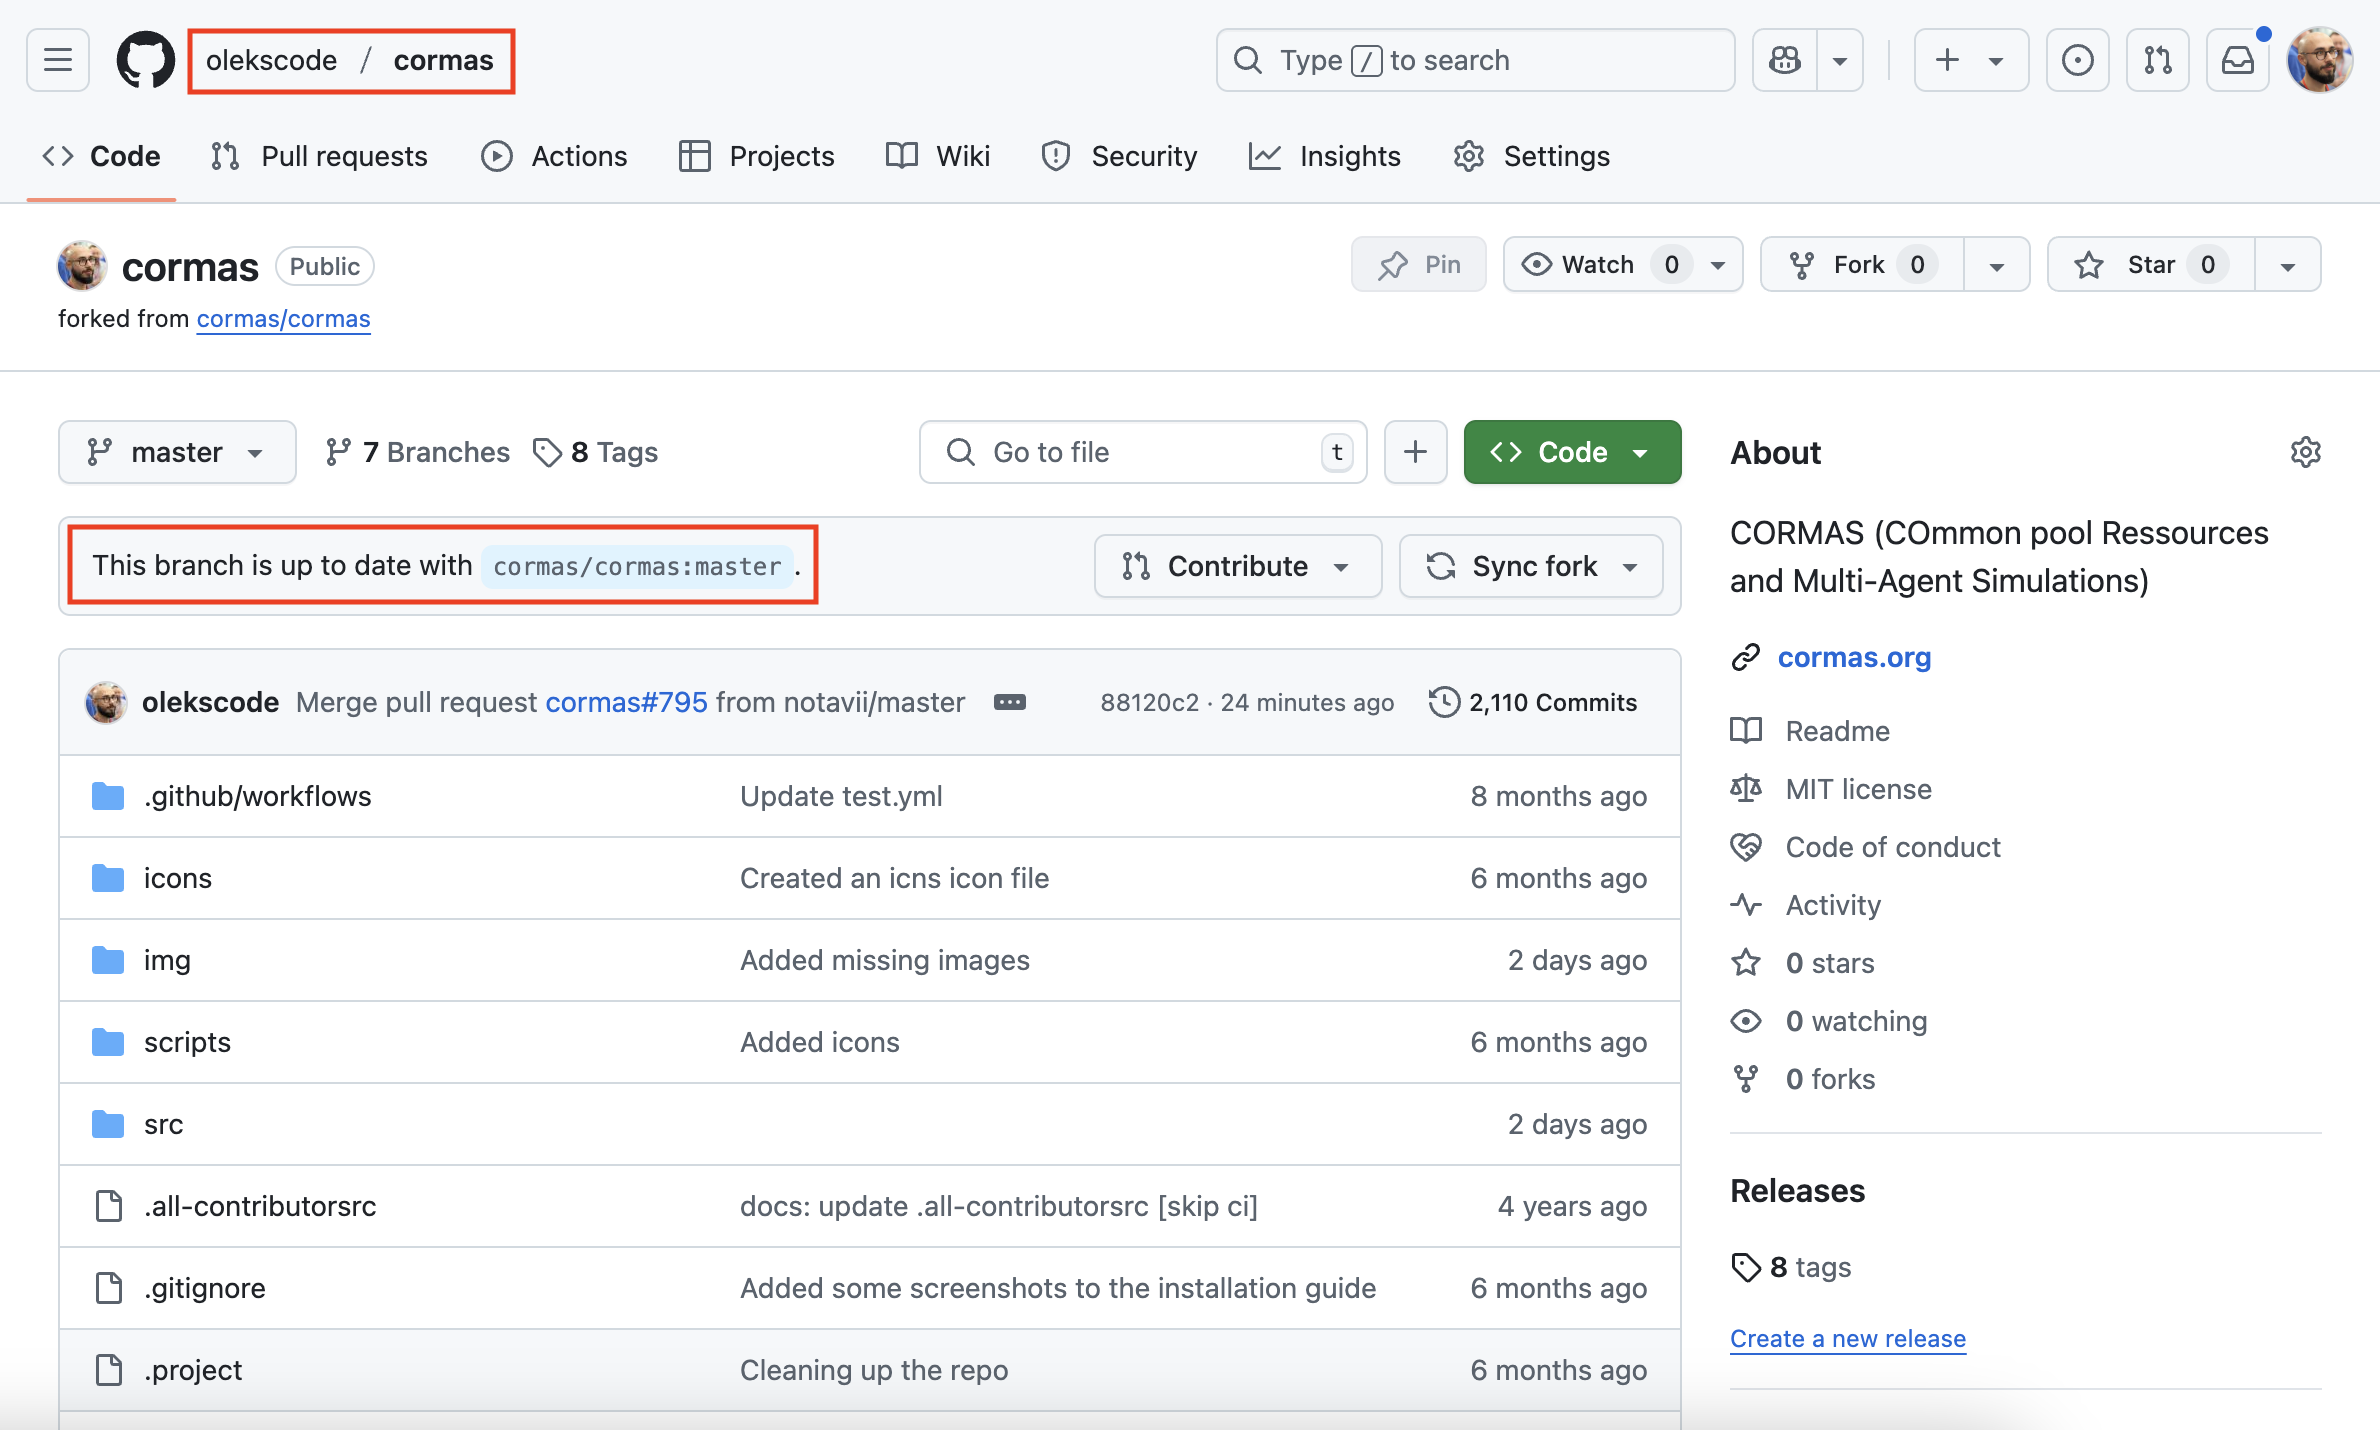 olekscode / cormas
Type / to search
Code
Pull requests
Actions
Projects
Wiki
Security
Insights
Settings
cormas Public
forked from cormas/cormas
Pin
Watch 0
Fork 0
Star 0
master
7 Branches
8 Tags
Go to file t
Code
This branch is up to date with cormas/cormas:master .
Contribute
Sync fork
olekscode Merge pull request cormas#795 from notavii/master
88120c2 · 24 minutes ago
2,110 Commits
.github/workflows Update test.yml 8 months ago
icons Created an icns icon file 6 months ago
img Added missing images 2 days ago
scripts Added icons 6 months ago
src 2 days ago
.all-contributorsrc docs: update .all-contributorsrc [skip ci] 4 years ago
.gitignore Added some screenshots to the installation guide 6 months ago
.project Cleaning up the repo 6 months ago
About
CORMAS (COmmon pool Ressources
and Multi-Agent Simulations)
cormas.org
Readme
MIT license
Code of conduct
Activity
0 stars
0 watching
0 forks
Releases
8 tags
Create a new release